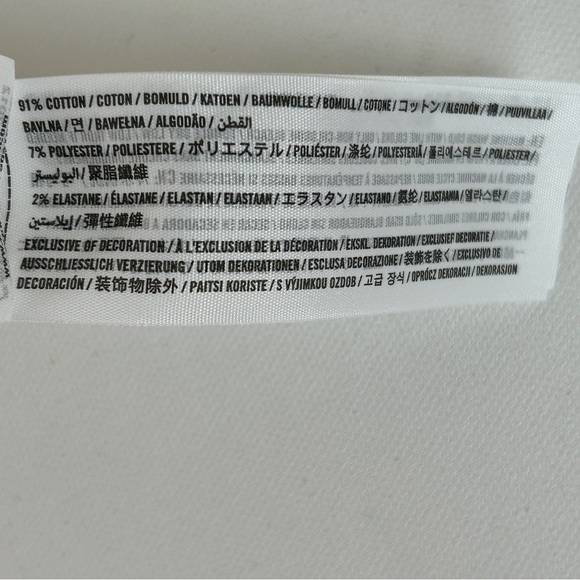 91% COTTON / COTON / BOMULD / KATOEN / BAUMWOLLE / BOMULL / COTONE / コットン / ALGODÓN / 棉 / PUUVILLAA /
BAVLNA / 면 / BAWEŁNA / ALGODÃO / القطن
7% POLYESTER / POLIESTERE / ポリエステル / POLIÉSTER / 涤纶 / POLYESTERIÄ / 폴리에스테르 / POLIESTER /
البوليستر / 聚脂纖維
2% ELASTANE / ÉLASTANE / ELASTAN / ELASTAAN / エラスタン / ELASTANO / 氨纶 / ELASTAANIA / 엘라스탄 /
إيلاستين / 彈性纖維
EXCLUSIVE OF DECORATION / À L'EXCLUSION DE LA DÉCORATION / EKSKL. DEKORATION / EXCLUSIEF DECORATIE /
AUSSCHLIESSLICH VERZIERUNG / UTOM DEKORATIONEN / ESCLUSA DECORAZIONE / 装飾を除く / EXCLUSIVO DE
DECORACIÓN / 装饰物除外 / PAITSI KORISTE / S VÝJIMKOU OZDOB / 고급 장식 / OPRÓCZ DEKORACJI / DEKORASJON